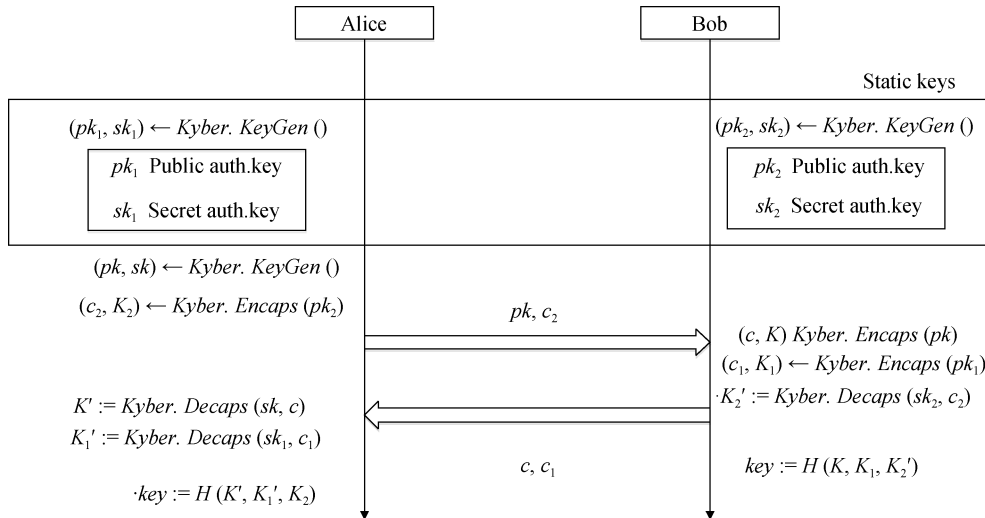 Alice
Bob
Static keys
(pk₁, sk₁) ← Kyber. KeyGen ()
(pk₂, sk₂) ← Kyber. KeyGen ()
pk₁ Public auth.key
pk₂ Public auth.key
sk₁ Secret auth.key
sk₂ Secret auth.key
(pk, sk) ← Kyber. KeyGen ()
(c₂, K₂) ← Kyber. Encaps (pk₂)
pk, c₂
(c, K) Kyber. Encaps (pk)
(c₁, K₁) ← Kyber. Encaps (pk₁)
·K₂′ := Kyber. Decaps (sk₂, c₂)
K′ := Kyber. Decaps (sk, c)
K₁′ := Kyber. Decaps (sk₁, c₁)
c, c₁
key := H (K, K₁, K₂′)
·key := H (K′, K₁′, K₂)